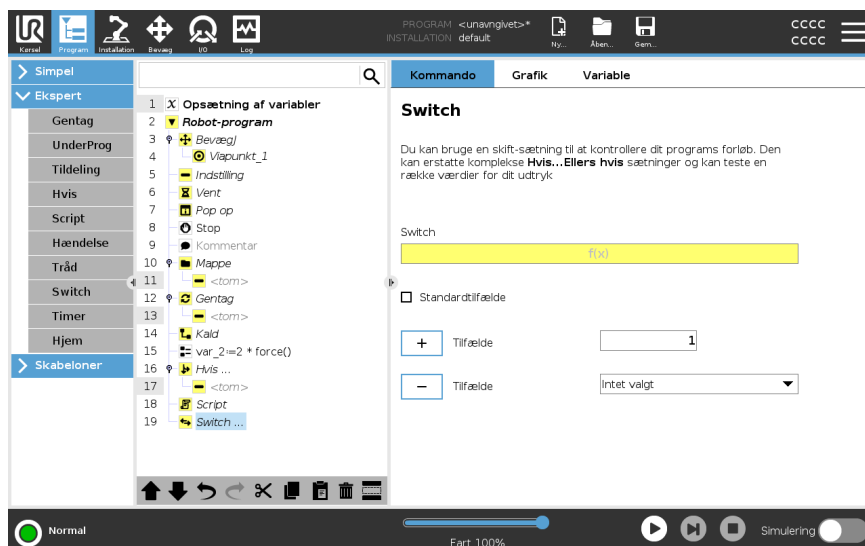 UR
PROGRAM <unavngivet>*
INSTALLATION default
Kørsel
Program
Installation
Bevæg
I/O
Log
Ny...
Åben...
Gem...
cccc
cccc
Simpel
Ekspert
Gentag
UnderProg
Tildeling
Hvis
Script
Hændelse
Tråd
Switch
Timer
Hjem
Skabeloner
1 X Opsætning af variabler
2 Robot-program
3 BevægJ
4 Viapunkt_1
5 Indstilling
6 Vent
7 Pop op
8 Stop
9 Kommentar
10 Mappe
11 <tom>
12 Gentag
13 <tom>
14 Kald
15 var_2:=2 * force()
16 Hvis ...
17 <tom>
18 Script
19 Switch ...
Kommando
Grafik
Variable
Switch
Du kan bruge en skift-sætning til at kontrollere dit programs forløb. Den
kan erstatte komplekse Hvis...Ellers hvis sætninger og kan teste en
række værdier for dit udtryk
Switch
f(x)
Standardtilfælde
+ Tilfælde 1
− Tilfælde Intet valgt
Normal
Fart 100%
Simulering